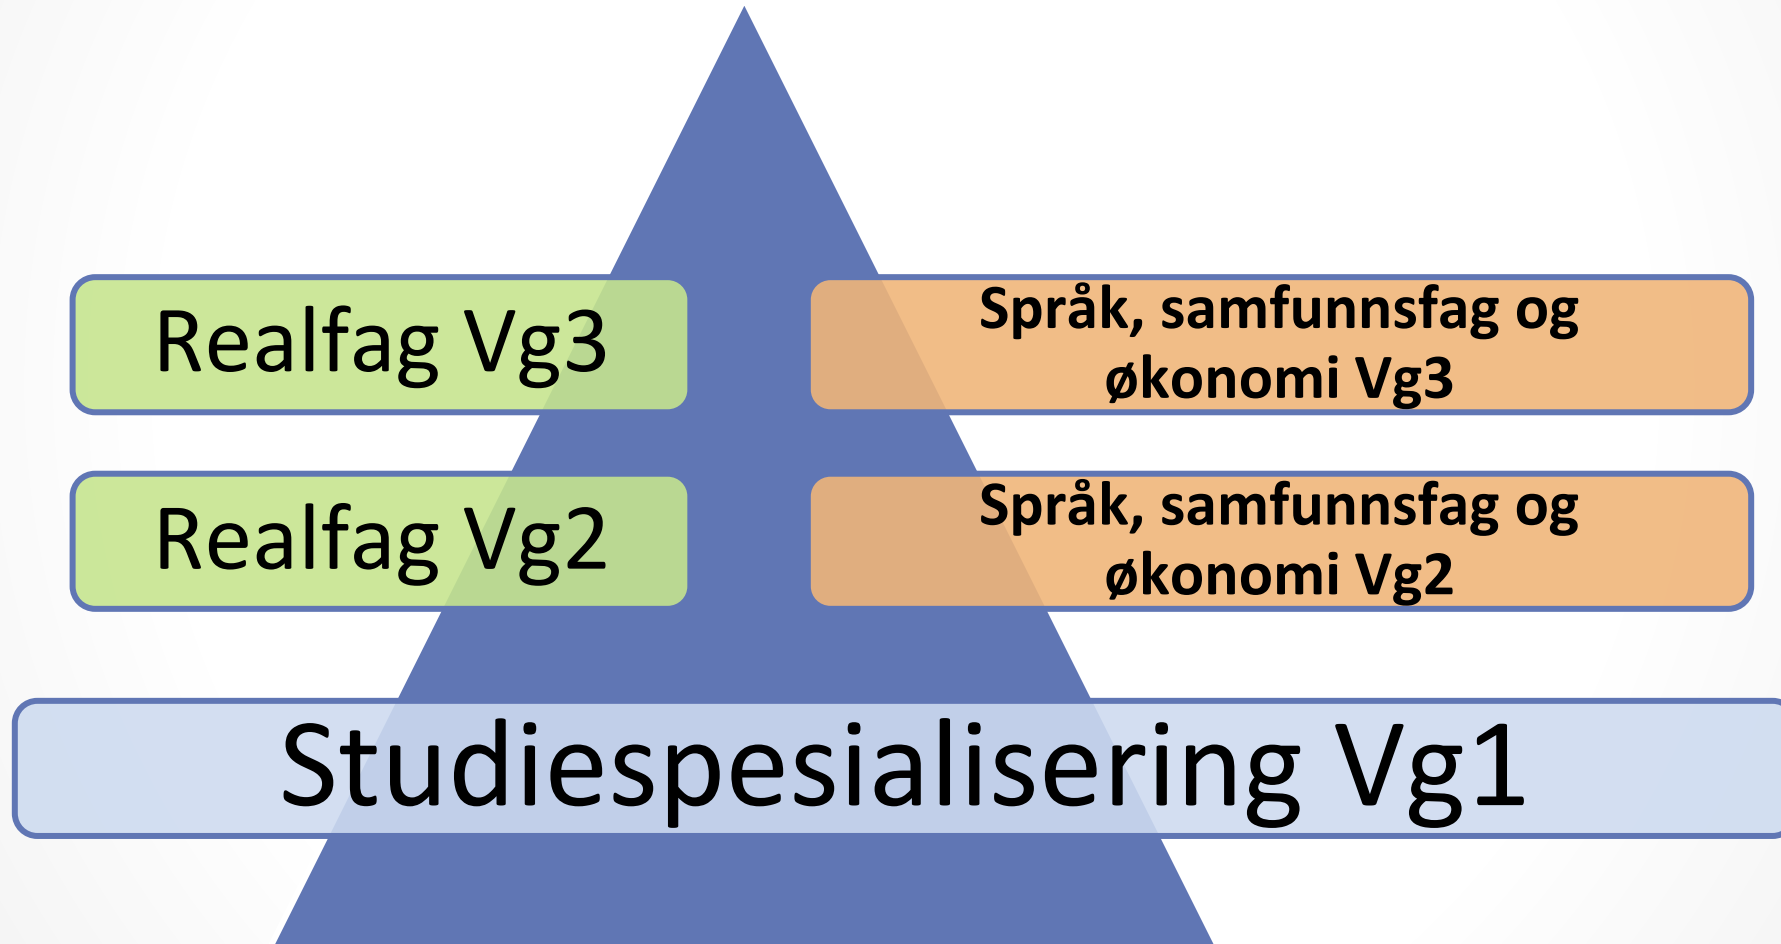 Realfag Vg3
Språk, samfunnsfag og
økonomi Vg3
Realfag Vg2
Språk, samfunnsfag og
økonomi Vg2
Studiespesialisering Vg1